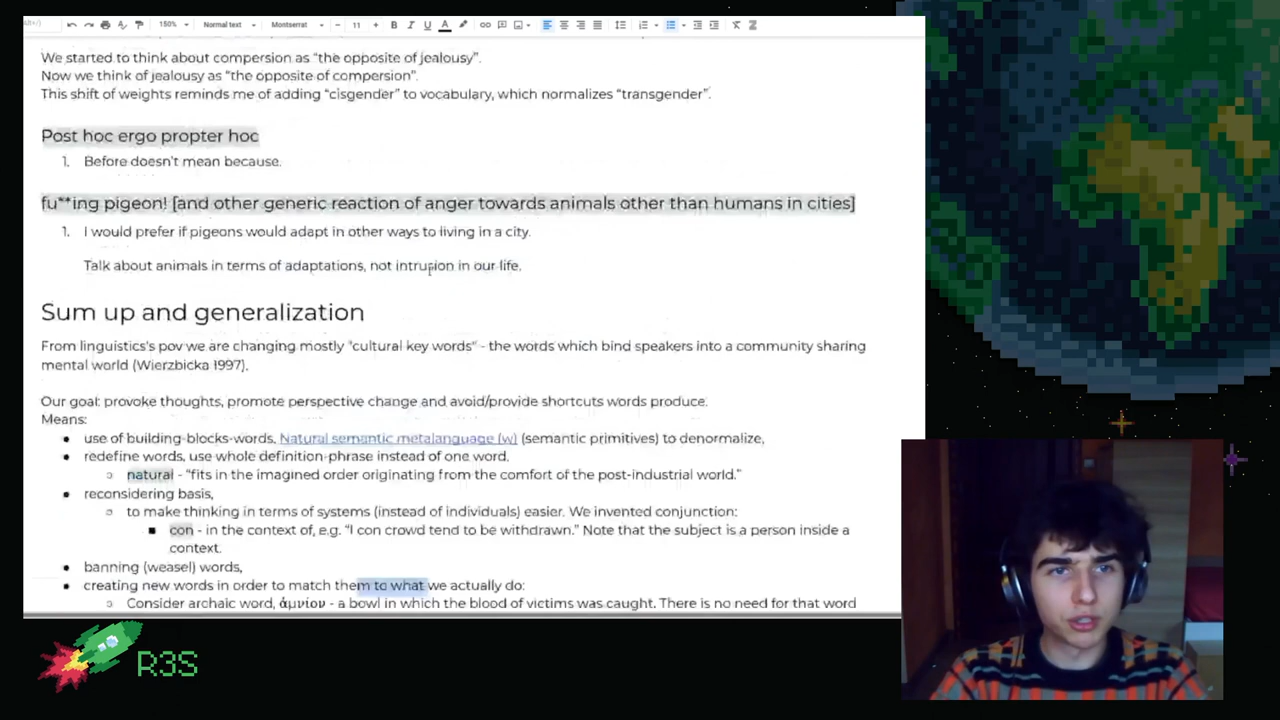 150%
Normal text
Montserrat
11
B I U A
We started to think about compersion as “the opposite of jealousy”.
Now we think of jealousy as “the opposite of compersion”.
This shift of weights reminds me of adding “cisgender” to vocabulary, which normalizes “transgender”.
Post hoc ergo propter hoc
1. Before doesn't mean because.
fu**ing pigeon! [and other generic reaction of anger towards animals other than humans in cities]
1. I would prefer if pigeons would adapt in other ways to living in a city.
Talk about animals in terms of adaptations, not intrusion in our life.
Sum up and generalization
From linguistics's pov we are changing mostly "cultural key words" - the words which bind speakers into a community sharing
mental world (Wierzbicka 1997).
Our goal: provoke thoughts, promote perspective change and avoid/provide shortcuts words produce.
Means:
● use of building-blocks-words, Natural semantic metalanguage (w) (semantic primitives) to denormalize,
● redefine words, use whole definition-phrase instead of one word,
○ natural - “fits in the imagined order originating from the comfort of the post-industrial world.”
● reconsidering basis,
○ to make thinking in terms of systems (instead of individuals) easier. We invented conjunction:
■ con - in the context of, e.g. “I con crowd tend to be withdrawn.” Note that the subject is a person inside a
context.
● banning (weasel) words,
● creating new words in order to match them to what we actually do:
○ Consider archaic word, ἀμνίον - a bowl in which the blood of victims was caught. There is no need for that word
R3S